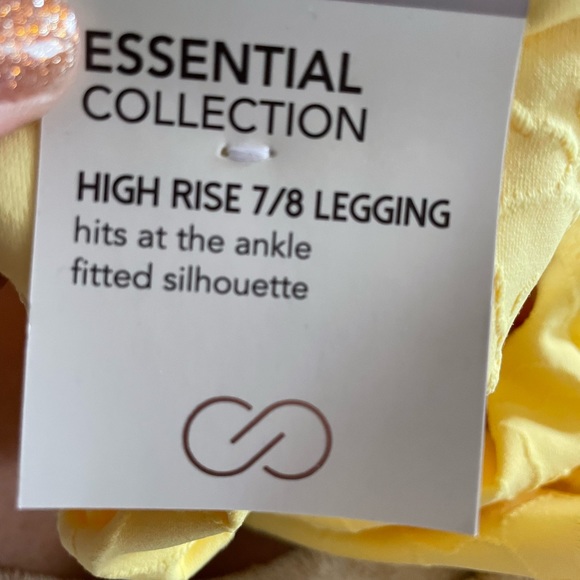 ESSENTIAL
COLLECTION
HIGH RISE 7/8 LEGGING
hits at the ankle
fitted silhouette